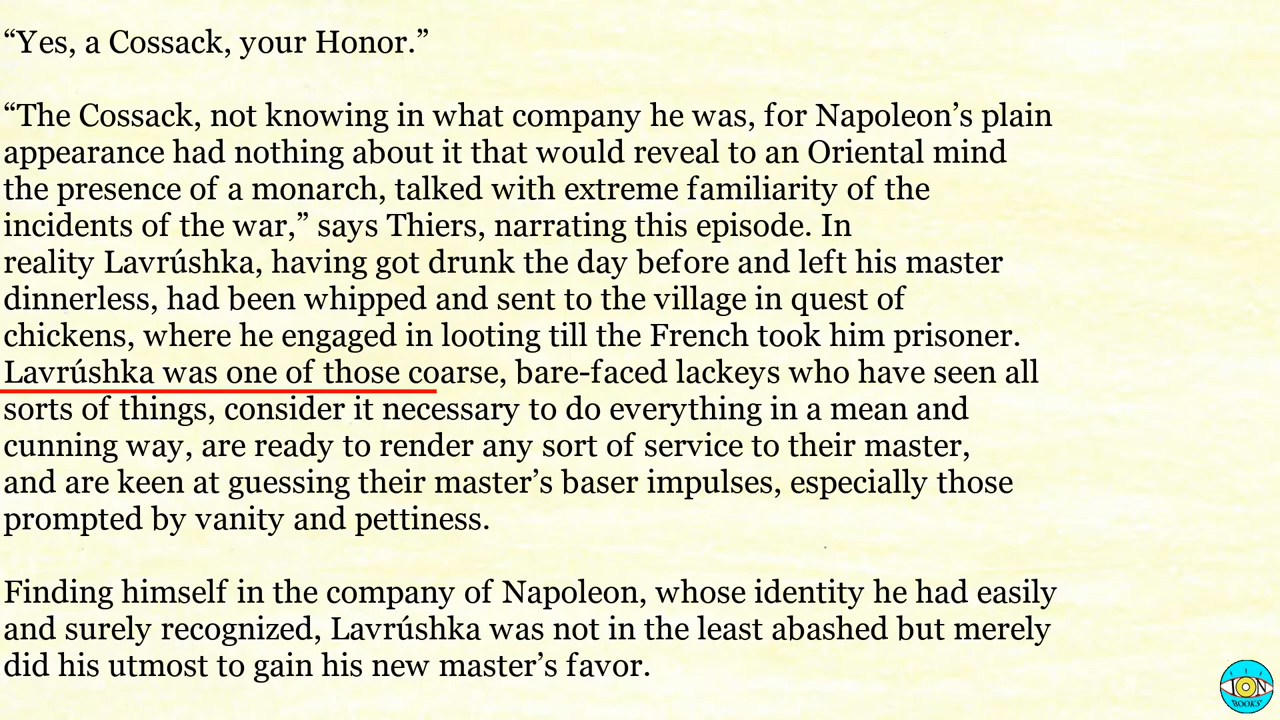 “Yes, a Cossack, your Honor.”
“The Cossack, not knowing in what company he was, for Napoleon’s plain
appearance had nothing about it that would reveal to an Oriental mind
the presence of a monarch, talked with extreme familiarity of the
incidents of the war,” says Thiers, narrating this episode. In
reality Lavrúshka, having got drunk the day before and left his master
dinnerless, had been whipped and sent to the village in quest of
chickens, where he engaged in looting till the French took him prisoner.
Lavrúshka was one of those coarse, bare-faced lackeys who have seen all
sorts of things, consider it necessary to do everything in a mean and
cunning way, are ready to render any sort of service to their master,
and are keen at guessing their master’s baser impulses, especially those
prompted by vanity and pettiness.
Finding himself in the company of Napoleon, whose identity he had easily
and surely recognized, Lavrúshka was not in the least abashed but merely
did his utmost to gain his new master’s favor.
ION
BOOKS